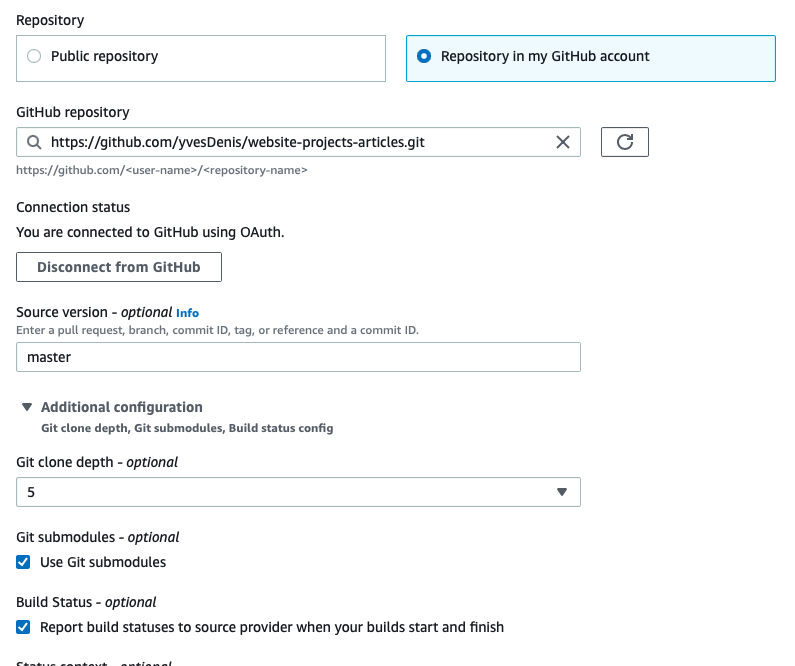 Repository
Public repository
Repository in my GitHub account
GitHub repository
https://github.com/yvesDenis/website-projects-articles.git
https://github.com/<user-name>/<repository-name>
Connection status
You are connected to GitHub using OAuth.
Disconnect from GitHub
Source version - optional Info
Enter a pull request, branch, commit ID, tag, or reference and a commit ID.
master
Additional configuration
Git clone depth, Git submodules, Build status config
Git clone depth - optional
5
Git submodules - optional
Use Git submodules
Build Status - optional
Report build statuses to source provider when your builds start and finish
Status context - optional